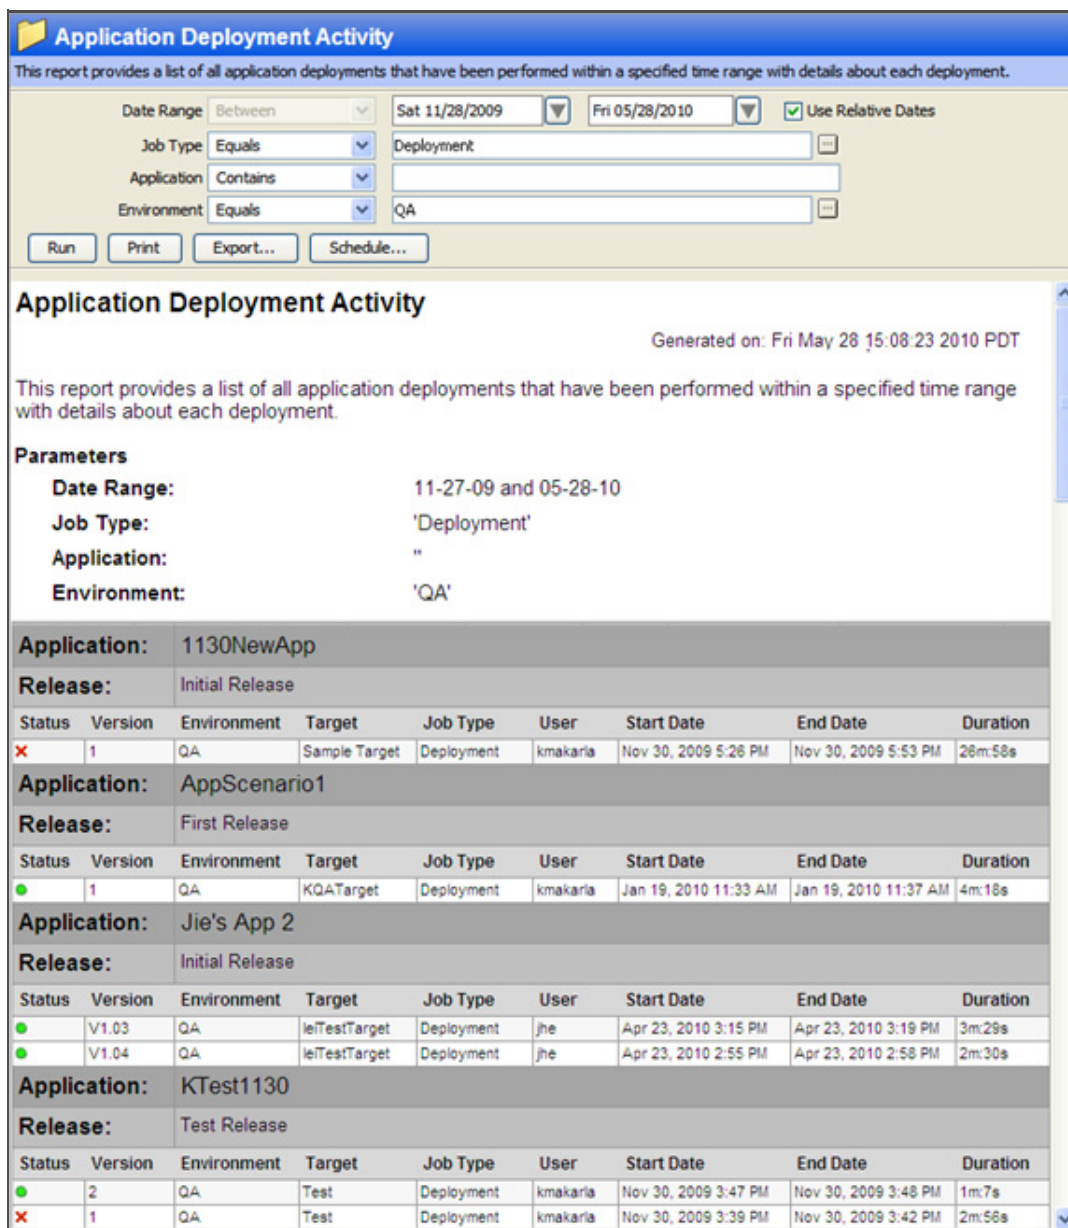 Application Deployment Activity
This report provides a list of all application deployments that have been performed within a specified time range with details about each deployment.
Date Range Between Sat 11/28/2009 Fri 05/28/2010 Use Relative Dates
Job Type Equals Deployment ...
Application Contains
Environment Equals QA ...
Run Print Export... Schedule...
Application Deployment Activity
Generated on: Fri May 28 15:08:23 2010 PDT
This report provides a list of all application deployments that have been performed within a specified time range
with details about each deployment.
Parameters
Date Range: 11-27-09 and 05-28-10
Job Type: 'Deployment'
Application: ''
Environment: 'QA'
Application: 1130NewApp
Release: Initial Release
Status Version Environment Target Job Type User Start Date End Date Duration
1 QA Sample Target Deployment kmakarla Nov 30, 2009 5:26 PM Nov 30, 2009 5:53 PM 26m:58s
Application: AppScenario1
Release: First Release
Status Version Environment Target Job Type User Start Date End Date Duration
1 QA KQATarget Deployment kmakarla Jan 19, 2010 11:33 AM Jan 19, 2010 11:37 AM 4m:18s
Application: Jie's App 2
Release: Initial Release
Status Version Environment Target Job Type User Start Date End Date Duration
V1.03 QA Deployment jhe Apr 23, 2010 3:15 PM Apr 23, 2010 3:19 PM 3m:29s
V1.04 QA Deployment jhe Apr 23, 2010 2:55 PM Apr 23, 2010 2:58 PM 2m:30s
Application: KTest1130
Release: Test Release
Status Version Environment Target Job Type User Start Date End Date Duration
2 QA Test Deployment kmakarla Nov 30, 2009 3:47 PM Nov 30, 2009 3:48 PM 1m:7s
1 QA Test Deployment kmakarla Nov 30, 2009 3:39 PM Nov 30, 2009 3:42 PM 2m:56s